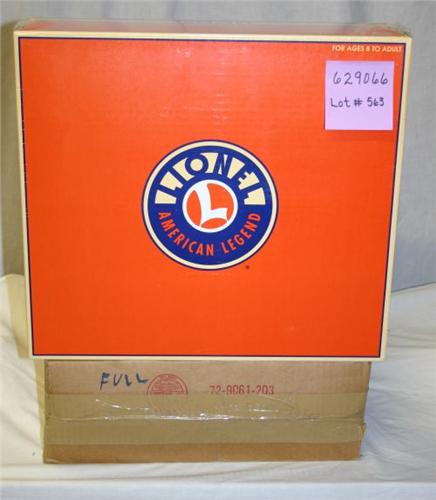 FOR AGES 8 TO ADULT
629066
Lot # 563
LIONEL
L
AMERICAN LEGEND
®
FULL
72-9061-203